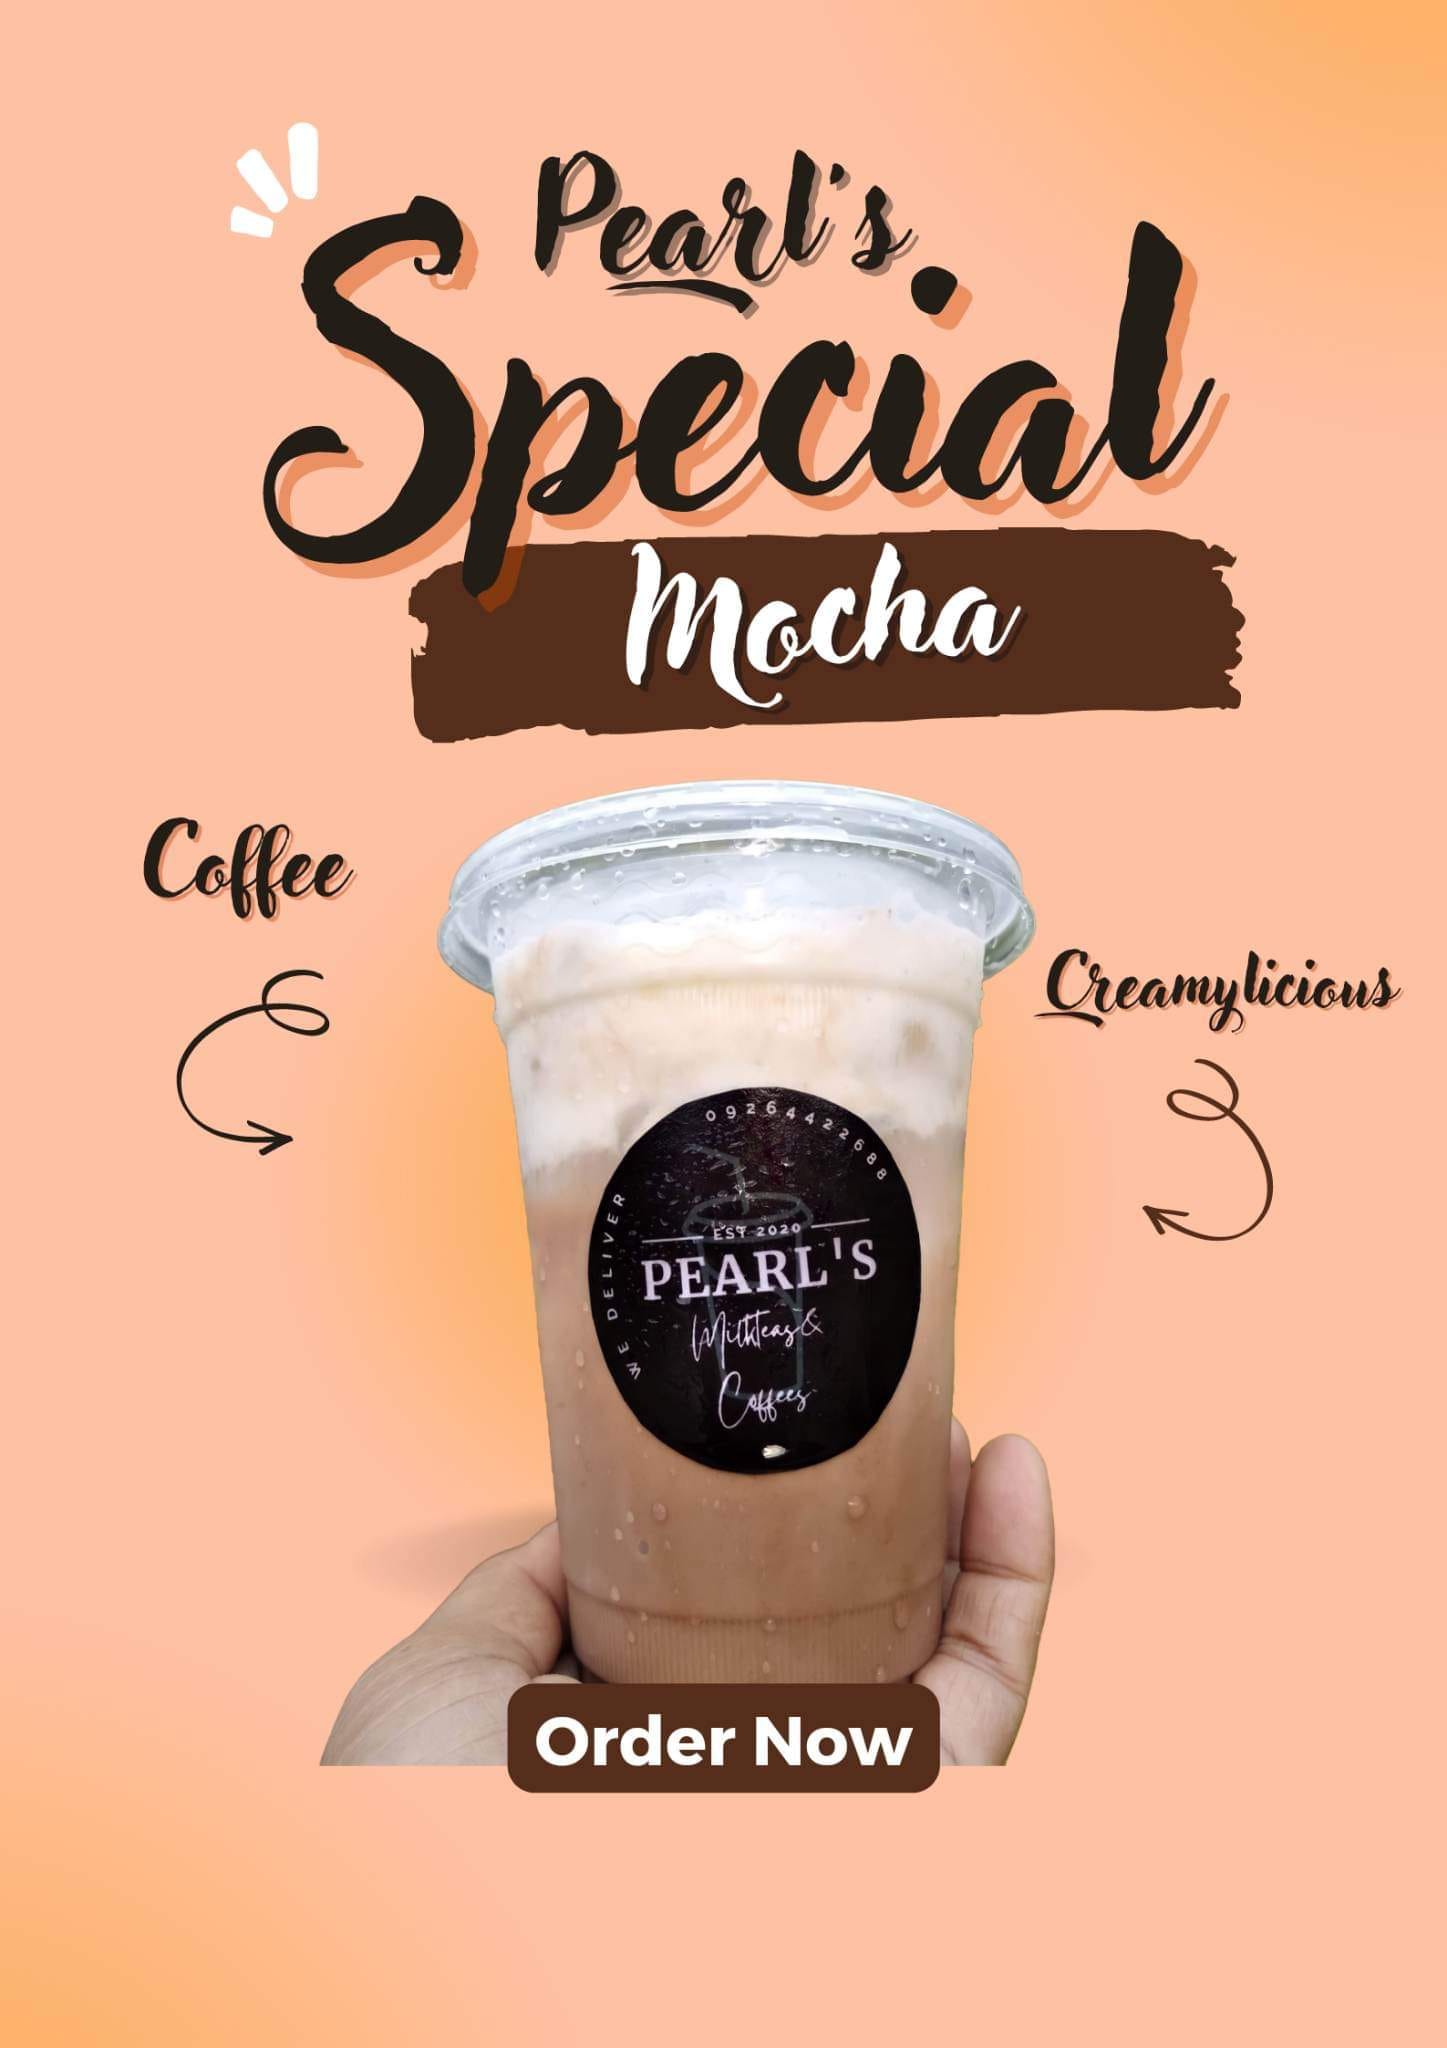 Pearl's
Special
Mocha
Coffee
Creamylicious
09264422688
WE DELIVER
EST 2020
PEARL'S
Milkteas &
Coffees
Order Now